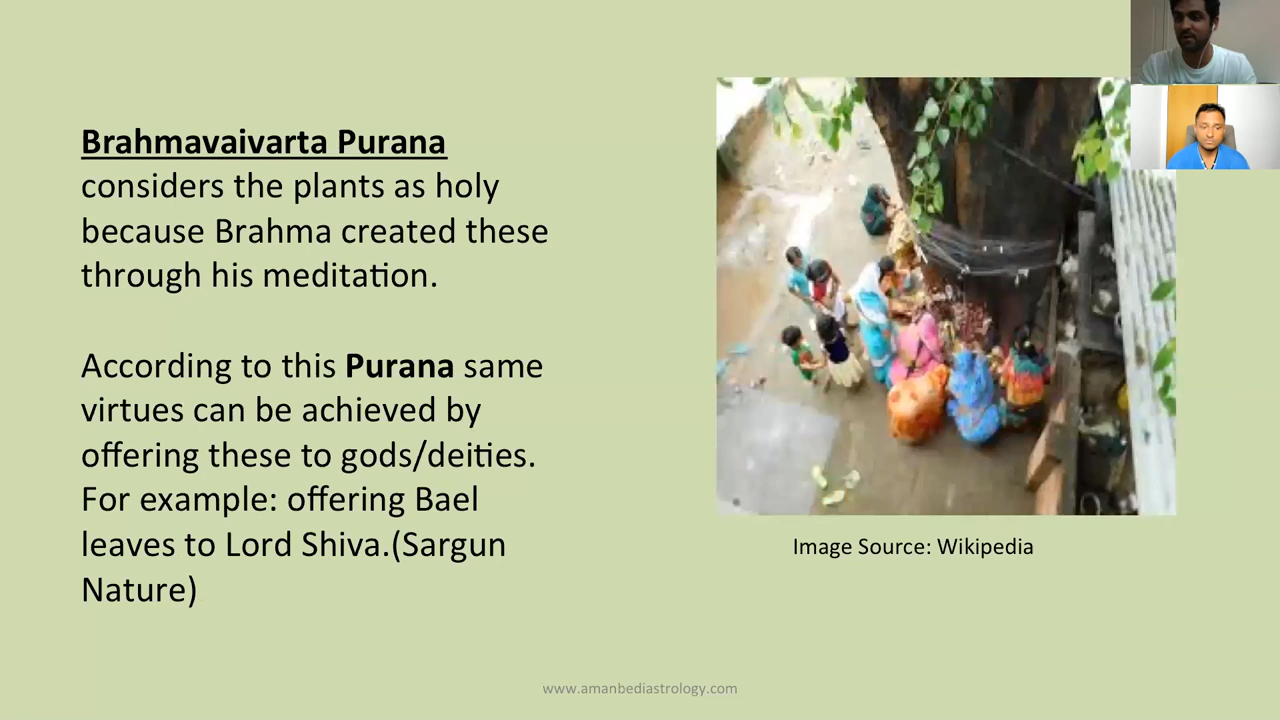 Brahmavaivarta Purana
considers the plants as holy
because Brahma created these
through his meditation.
According to this Purana same
virtues can be achieved by
offering these to gods/deities.
For example: offering Bael
leaves to Lord Shiva.(Sargun
Nature)
Image Source: Wikipedia
www.amanbediastrology.com